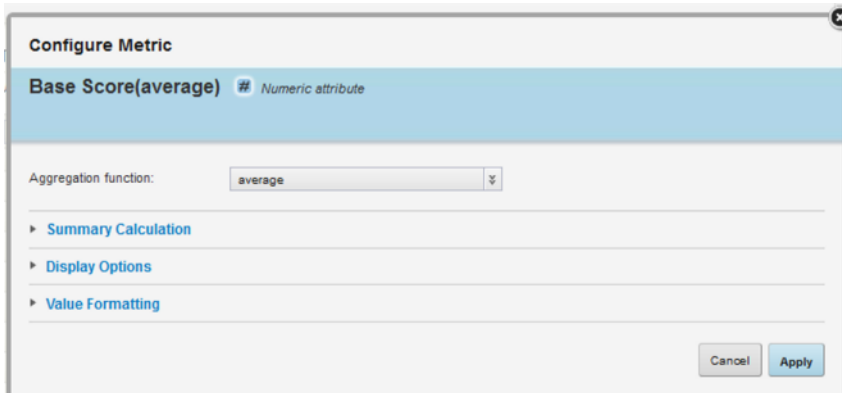 Configure Metric
Base Score(average) # Numeric attribute
Aggregation function: average
Summary Calculation
Display Options
Value Formatting
Cancel Apply